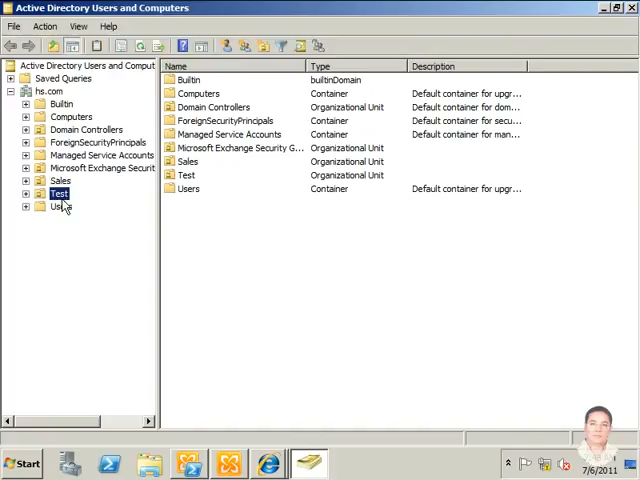 Active Directory Users and Computers
File Action View Help
Active Directory Users and Comput
Saved Queries
hs.com
Builtin
Computers
Domain Controllers
ForeignSecurityPrincipals
Managed Service Accounts
Microsoft Exchange Securit
Sales
Test
Name Type Description
Builtin builtinDomain
Computers Container Default container for upgr...
Domain Controllers Organizational Unit Default container for dom...
ForeignSecurityPrincipals Container Default container for secu...
Managed Service Accounts Container Default container for man...
Microsoft Exchange Security G... Organizational Unit
Sales Organizational Unit
Test Organizational Unit
Users Container Default container for upgr...
Start
7/6/2011